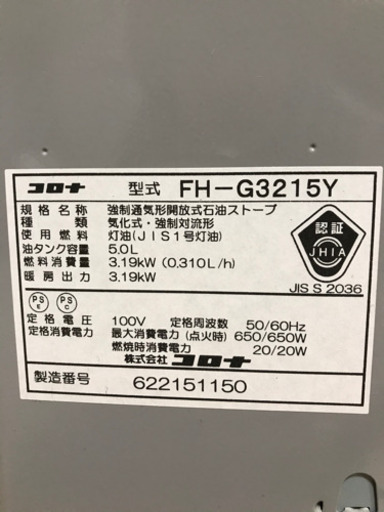 コロナ 型式 FH-G3215Y
規格名称 強制通気形開放式石油ストーブ
種類 気化式・強制対流形
使用燃料 灯油(JIS1号灯油)
油タンク容量 5.0L
燃料消費量 3.19kW (0.310L/h)
暖房出力 3.19kW
認証
JHIA
JIS S 2036
PS E PS C
定格電圧 100V 定格周波数 50/60Hz
定格消費電力 最大消費電力 (点火時) 650/650W
燃焼時消費電力 20/20W
株式会社 コロナ
製造番号 622151150